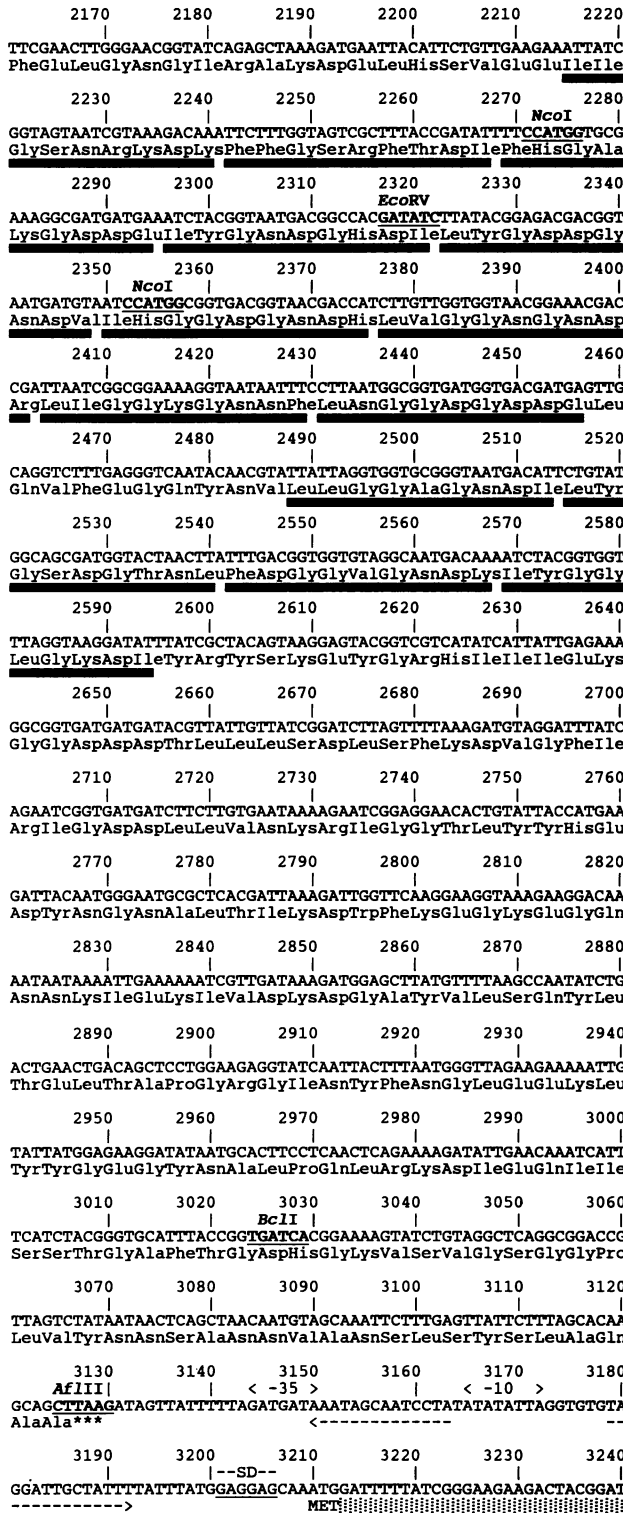 2170 2180 2190 2200 2210 2220
TTCGAACTTGGGAACGGTATCAGAGCTAAAGATGAATTACATTCTGTTGAAGAAATTATC
PheGluLeuGlyAsnGlyIleArgAlaLysAspGluLeuHisSerValGluGluIleIle
2230 2240 2250 2260 2270 NcoI 2280
GGTAGTAATCGTAAAGACAAATTCTTTGGTAGTCGCTTTACCGATATTTTCCATGGTGCG
GlySerAsnArgLysAspLysPhePheGlySerArgPheThrAspIlePheHisGlyAla
2290 2300 2310 2320 2330 2340
EcoRV
AAAGGCGATGATGAAATCTACGGTAATGACGGCCACGATATCTTATACGGAGACGACGGT
LysGlyAspAspGluIleTyrGlyAsnAspGlyHisAspIleLeuTyrGlyAspAspGly
2350 2360 2370 2380 2390 2400
NcoI
AATGATGTAATCCATGGCGGTGACGGTAACGACCATCTTGTTGGTGGTAACGGAAACGAC
AsnAspValIleHisGlyGlyAspGlyAsnAspHisLeuValGlyGlyAsnGlyAsnAsp
2410 2420 2430 2440 2450 2460
CGATTAATCGGCGGAAAAGGTAATAATTTCCTTAATGGCGGTGATGGTGACGATGAGTTG
ArgLeuIleGlyGlyLysGlyAsnAsnPheLeuAsnGlyGlyAspGlyAspAspGluLeu
2470 2480 2490 2500 2510 2520
CAGGTCTTTGAGGGTCAATACAACGTATTATTAGGTGGTGCGGGTAATGACATTCTGTAT
GlnValPheGluGlyGlnTyrAsnValLeuLeuGlyGlyAlaGlyAsnAspIleLeuTyr
2530 2540 2550 2560 2570 2580
GGCAGCGATGGTACTAACTTATTTGACGGTGGTGTAGGCAATGACAAAATCTACGGTGGT
GlySerAspGlyThrAsnLeuPheAspGlyGlyValGlyAsnAspLysIleTyrGlyGly
2590 2600 2610 2620 2630 2640
TTAGGTAAGGATATTTATCGCTACAGTAAGGAGTACGGTCGTCATATCATTATTGAGAAA
LeuGlyLysAspIleTyrArgTyrSerLysGluTyrGlyArgHisIleIleIleGluLys
2650 2660 2670 2680 2690 2700
GGCGGTGATGATGATACGTTATTGTTATCGGATCTTAGTTTTAAAGATGTAGGATTTATC
GlyGlyAspAspAspThrLeuLeuLeuSerAspLeuSerPheLysAspValGlyPheIle
2710 2720 2730 2740 2750 2760
AGAATCGGTGATGATCTTCTTGTGAATAAAAGAATCGGAGGAACACTGTATTACCATGAA
ArgIleGlyAspAspLeuLeuValAsnLysArgIleGlyGlyThrLeuTyrTyrHisGlu
2770 2780 2790 2800 2810 2820
GATTACAATGGGAATGCGCTCACGATTAAAGATTGGTTCAAGGAAGGTAAAGAAGGACAA
AspTyrAsnGlyAsnAlaLeuThrIleLysAspTrpPheLysGluGlyLysGluGlyGln
2830 2840 2850 2860 2870 2880
AATAATAAAATTGAAAAAATCGTTGATAAAGATGGAGCTTATGTTTTAAGCCAATATCTG
AsnAsnLysIleGluLysIleValAspLysAspGlyAlaTyrValLeuSerGlnTyrLeu
2890 2900 2910 2920 2930 2940
ACTGAACTGACAGCTCCTGGAAGAGGTATCAATTACTTTAATGGGTTAGAAGAAAAATTG
ThrGluLeuThrAlaProGlyArgGlyIleAsnTyrPheAsnGlyLeuGluGluLysLeu
2950 2960 2970 2980 2990 3000
TATTATGGAGAAGGATATAATGCACTTCCTCAACTCAGAAAAGATATTGAACAAATCATT
TyrTyrGlyGluGlyTyrAsnAlaLeuProGlnLeuArgLysAspIleGluGlnIleIle
3010 3020 3030 3040 3050 3060
BclI
TCATCTACGGGTGCATTTACCGGTGATCACGGAAAAGTATCTGTAGGCTCAGGCGGACCG
SerSerThrGlyAlaPheThrGlyAspHisGlyLysValSerValGlySerGlyGlyPro
3070 3080 3090 3100 3110 3120
TTAGTCTATAATAACTCAGCTAACAATGTAGCAAATTCTTTGAGTTATTCTTTAGCACAA
LeuValTyrAsnAsnSerAlaAsnAsnValAlaAsnSerLeuSerTyrSerLeuAlaGln
3130 3140 3150 3160 3170 3180
AflII < -35 > < -10 >
GCAGCTTAAGATAGTTATTTTTAGATGATAAATAGCAATCCTATATATATTAGGTGTGTA
AlaAla*** <------------- --
3190 3200 3210 3220 3230 3240
--SD--
GGATTGCTATTTTATTTATGGAGGAGCAAATGGATTTTTATCGGGAAGAAGACTACGGAT
-----------> MET